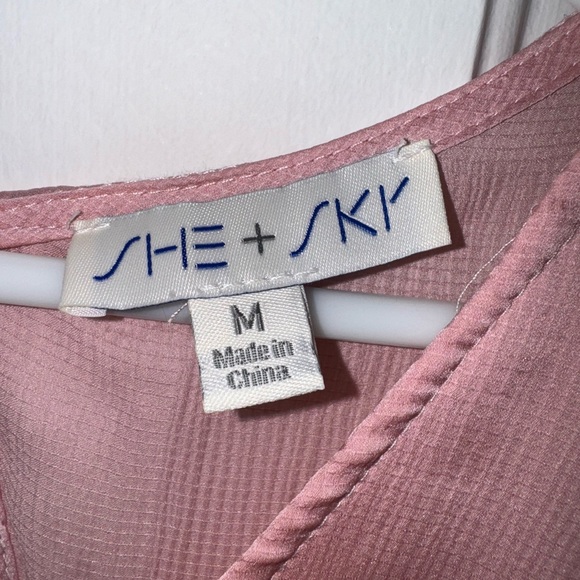 SHE + SKY
M
Made in
China